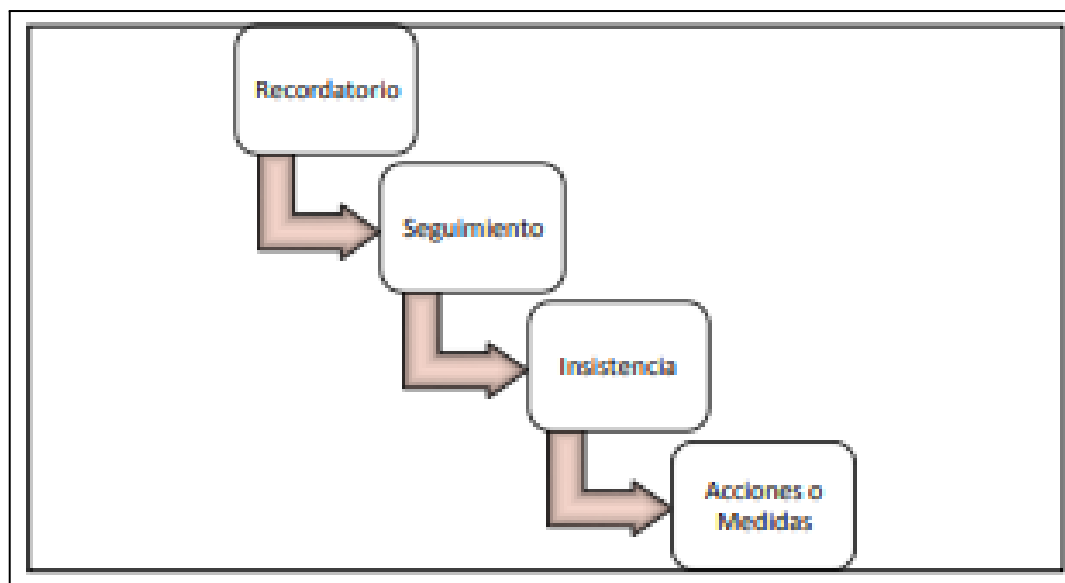 Recordatorio
Seguimiento
Insistencia
Acciones o
Medidas